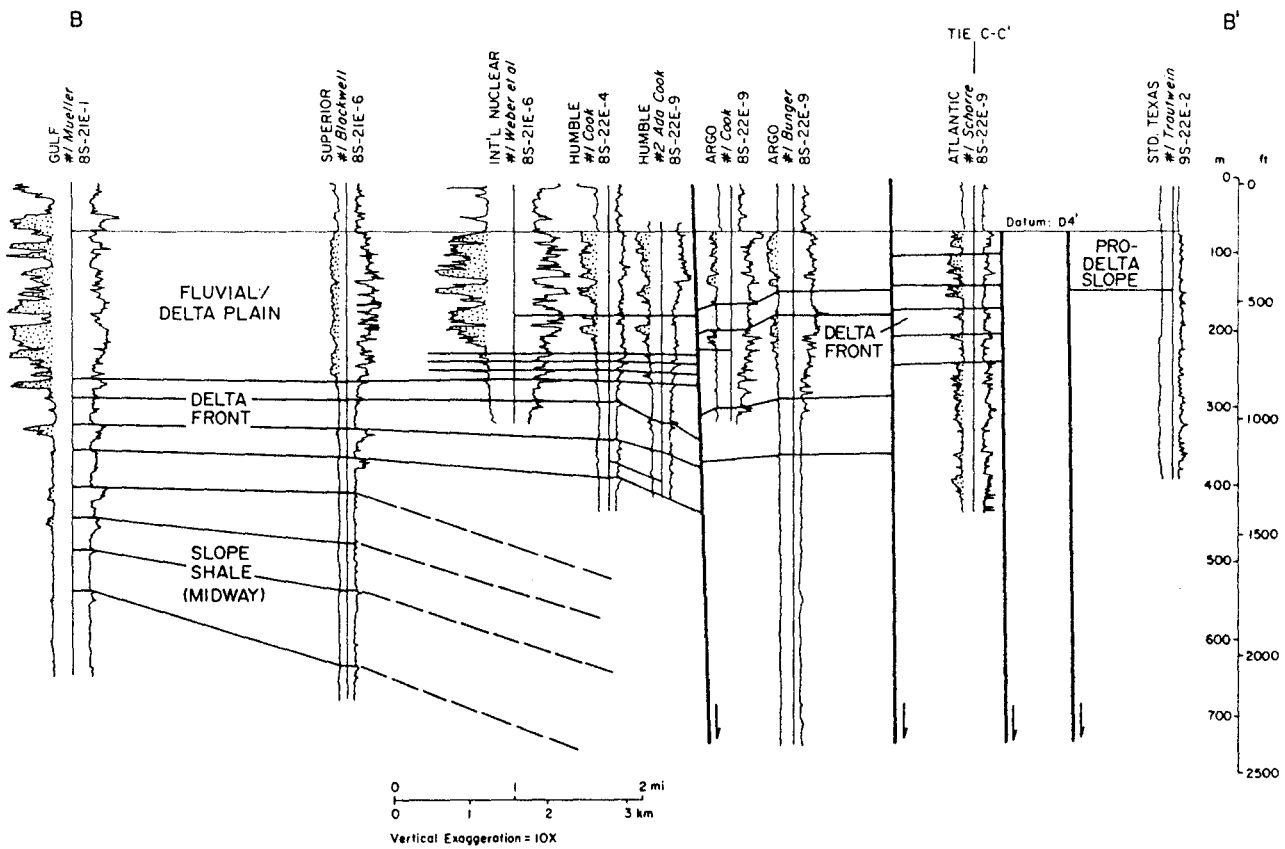 B
B'
TIE C-C'
GULF
#1 Mueller
8S-21E-1
SUPERIOR
#1 Blackwell
8S-21E-6
INT'L NUCLEAR
#1 Weber et al
8S-21E-6
HUMBLE
#1 Cook
8S-22E-4
HUMBLE
#2 Ada Cook
8S-22E-9
ARGO
#1 Cook
8S-22E-9
ARGO
#1 Bunger
8S-22E-9
ATLANTIC
#1 Schorre
8S-22E-9
STD. TEXAS
#1 Trautwein
9S-22E-2
m ft
0 0
100
500
200
300
1000
400
1500
500
600
2000
700
2500
Datum: D4'
PRO-
DELTA
SLOPE
FLUVIAL/
DELTA PLAIN
DELTA
FRONT
DELTA
FRONT
SLOPE
SHALE
(MIDWAY)
0 1 2 mi
0 1 2 3 km
Vertical Exaggeration = 10X